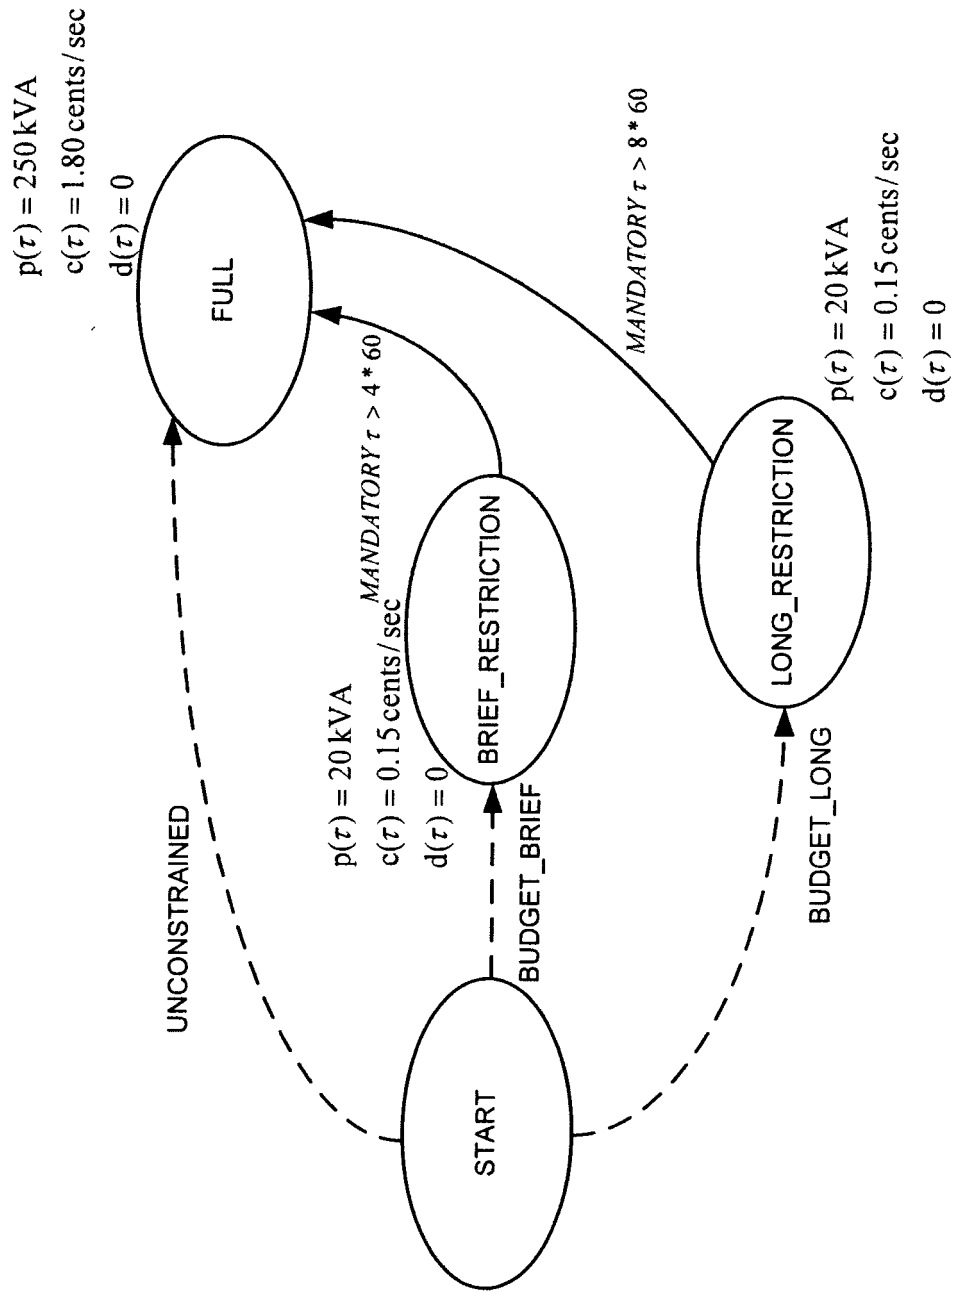 p(τ) = 250 kVA
c(τ) = 1.80 cents/sec
d(τ) = 0
UNCONSTRAINED
FULL
p(τ) = 20 kVA
c(τ) = 0.15 cents/sec
d(τ) = 0
MANDATORY τ > 4 * 60
START
BUDGET_BRIEF
BRIEF_RESTRICTION
MANDATORY τ > 8 * 60
BUDGET_LONG
LONG_RESTRICTION
p(τ) = 20 kVA
c(τ) = 0.15 cents/sec
d(τ) = 0